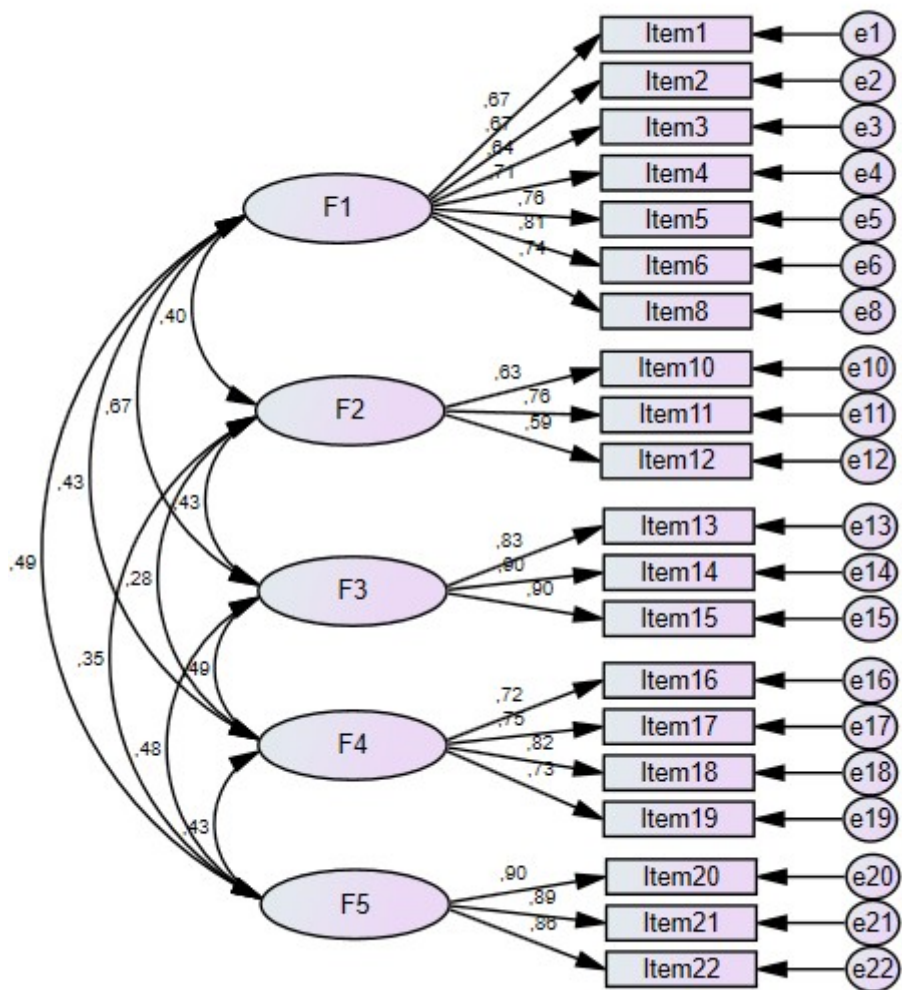 Item1 e1
Item2 e2
,67
Item3 e3
,67
,64
Item4 e4
,71
F1
,76
Item5 e5
,81
,74
Item6 e6
Item8 e8
,40
,63
Item10 e10
,76
F2
,67
Item11 e11
,59
Item12 e12
,43
,43
Item13 e13
,83
,49
,90
Item14 e14
,28
F3
,90
Item15 e15
,35
,49
Item16 e16
,72
,75
Item17 e17
,48
F4
,82
,73
Item18 e18
Item19 e19
,43
,90
Item20 e20
,89
F5
,86
Item21 e21
Item22 e22